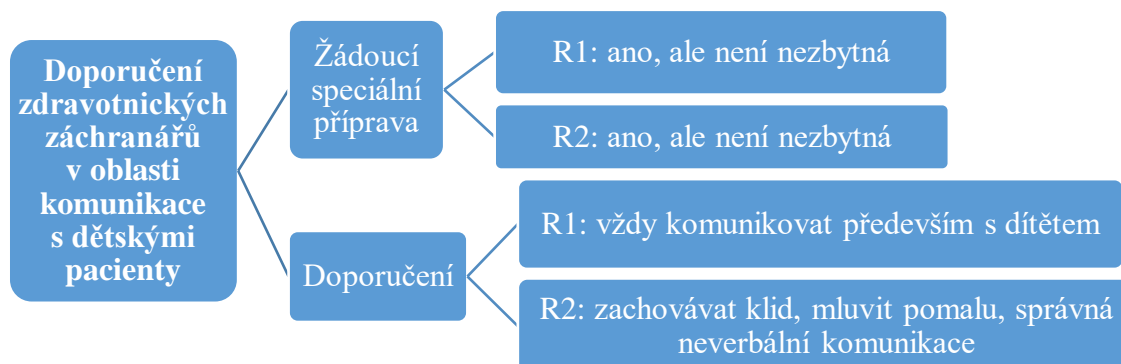 Doporučení
zdravotnických
záchranářů
v oblasti
komunikace
s dětskými
pacienty
Žádoucí
speciální
příprava
R1: ano, ale není nezbytná
R2: ano, ale není nezbytná
Doporučení
R1: vždy komunikovat především s dítětem
R2: zachovávat klid, mluvit pomalu, správná
neverbální komunikace